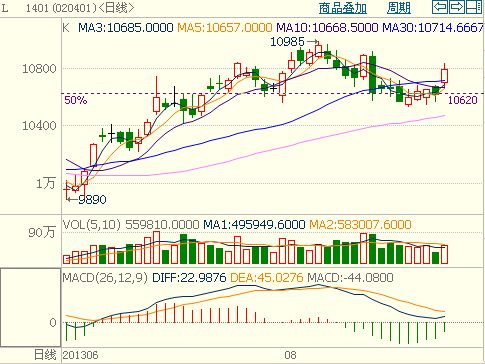 L 1401 (020401)<日线> 商品叠加 周期
K MA3:10685.0000 MA5:10657.0000 MA10:10668.5000 MA30:10714.6667
10985→
10800
50%
10620
10400
1万
←9890
90万
VOL(5,10) 559810.0000 MA1:495949.6000 MA2:583007.6000
MACD(26,12,9) DIFF:22.9876 DEA:45.0276 MACD:-44.0800
0
日线 201306 08